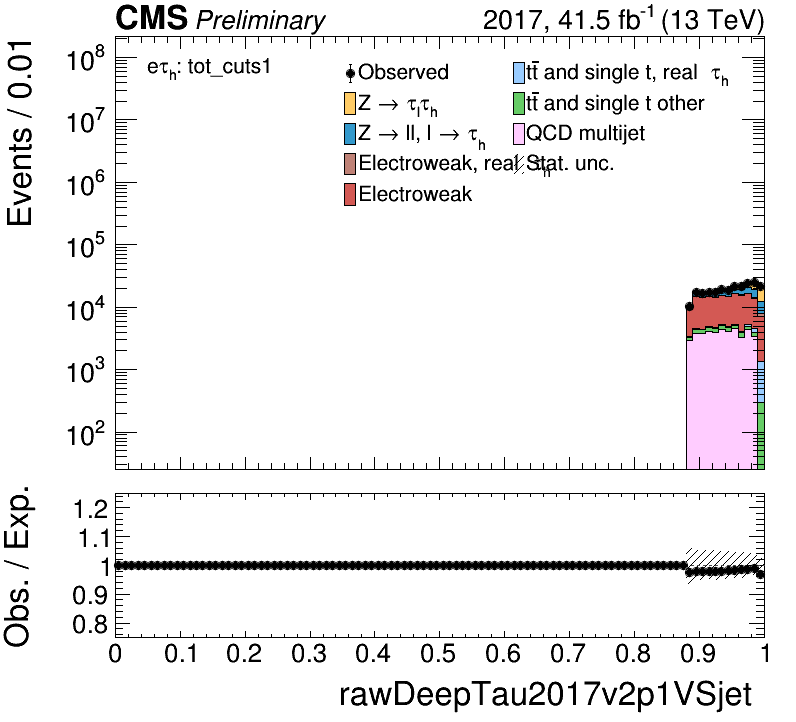 CMS Preliminary 2017, 41.5 fb⁻¹ (13 TeV)
Events / 0.01
10⁸
10⁷
10⁶
10⁵
10⁴
10³
10²
eτₕ: tot_cuts1
Observed
Z → τₗτₕ
Z → ll, l → τₕ
Electroweak, real τₕ
Electroweak
tt̄ and single t, real τₕ
tt̄ and single t other
QCD multijet
Stat. unc.
Obs. / Exp.
1.2
1.1
1
0.9
0.8
0 0.1 0.2 0.3 0.4 0.5 0.6 0.7 0.8 0.9 1
rawDeepTau2017v2p1VSjet